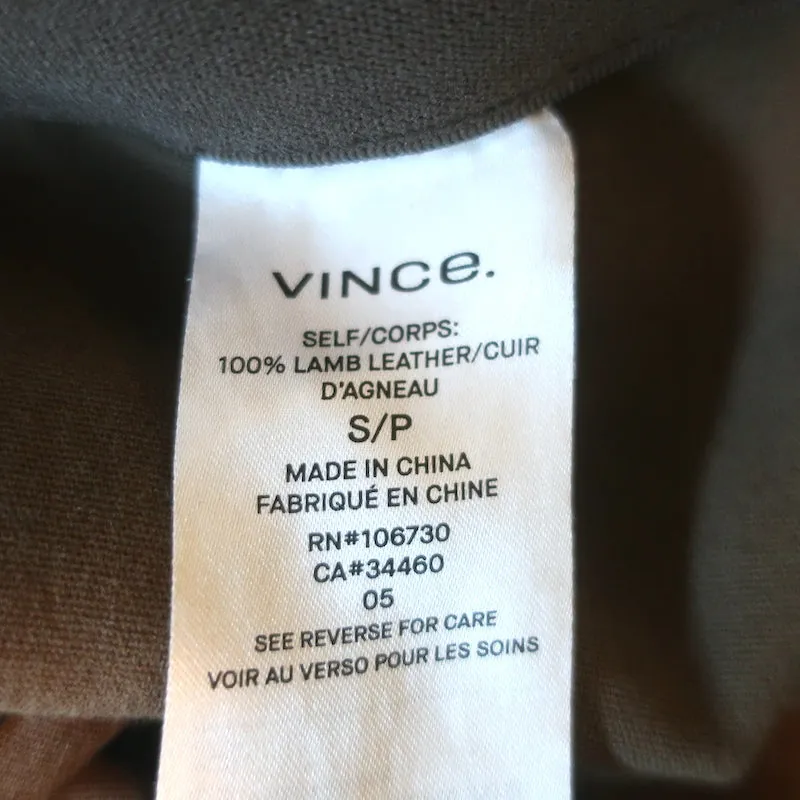 VINCe.
SELF/CORPS:
100% LAMB LEATHER/CUIR
D'AGNEAU
S/P
MADE IN CHINA
FABRIQUÉ EN CHINE
RN#106730
CA#34460
05
SEE REVERSE FOR CARE
VOIR AU VERSO POUR LES SOINS